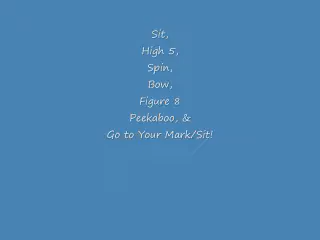 Sit,
High 5,
Spin,
Bow,
Figure 8
Peekaboo, &
Go to Your Mark/Sit!